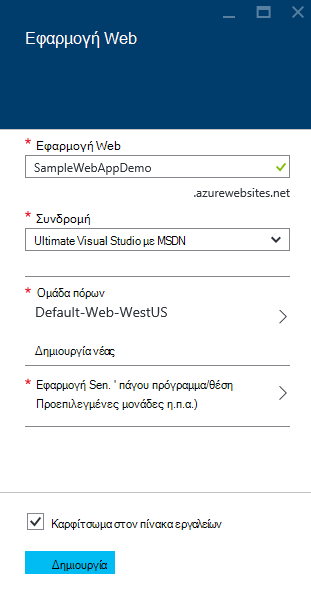 Εφαρμογή Web
* Εφαρμογή Web
SampleWebAppDemo
.azurewebsites.net
* Συνδρομή
Ultimate Visual Studio με MSDN
* Ομάδα πόρων
Default-Web-WestUS
Δημιουργία νέας
* Εφαρμογή Sen. ' πάγου πρόγραμμα/θέση
Προεπιλεγμένες μονάδες η.π.α.)
Καρφίτσωμα στον πίνακα εργαλείων
Δημιουργία